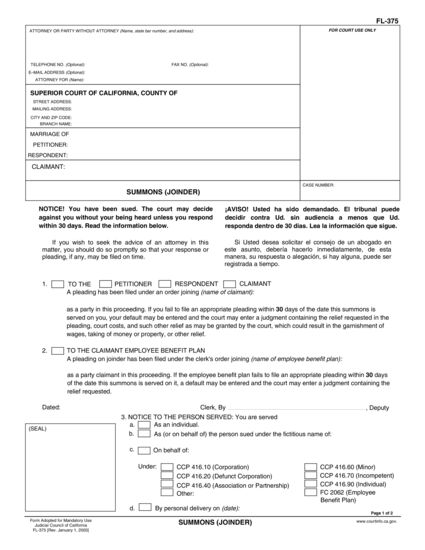 FL-375
ATTORNEY OR PARTY WITHOUT ATTORNEY (Name, state bar number, and address):
FOR COURT USE ONLY
TELEPHONE NO. (Optional): FAX NO. (Optional):
E-MAIL ADDRESS (Optional):
ATTORNEY FOR (Name):
SUPERIOR COURT OF CALIFORNIA, COUNTY OF
STREET ADDRESS:
MAILING ADDRESS:
CITY AND ZIP CODE:
BRANCH NAME:
MARRIAGE OF
PETITIONER:
RESPONDENT:
CLAIMANT:
SUMMONS (JOINDER)
CASE NUMBER:
NOTICE! You have been sued. The court may decide
against you without your being heard unless you respond
within 30 days. Read the information below.
If you wish to seek the advice of an attorney in this
matter, you should do so promptly so that your response or
pleading, if any, may be filed on time.
¡AVISO! Usted ha sido demandado. El tribunal puede
decidir contra Ud. sin audiencia a menos que Ud.
responda dentro de 30 dias. Lea la información que sigue.
Si Usted desea solicitar el consejo de un abogado en
este asunto, debería hacerlo inmediatamente, de esta
manera, su respuesta o alegación, si hay alguna, puede ser
registrada a tiempo.
1. TO THE PETITIONER RESPONDENT CLAIMANT
A pleading has been filed under an order joining (name of claimant):
as a party in this proceeding. If you fail to file an appropriate pleading within 30 days of the date this summons is
served on you, your default may be entered and the court may enter a judgment containing the relief requested in the
pleading, court costs, and such other relief as may be granted by the court, which could result in the garnishment of
wages, taking of money or property, or other relief.
2. TO THE CLAIMANT EMPLOYEE BENEFIT PLAN
A pleading on joinder has been filed under the clerk's order joining (name of employee benefit plan):
as a party claimant in this proceeding. If the employee benefit plan fails to file an appropriate pleading within 30 days
of the date this summons is served on it, a default may be entered and the court may enter a judgment containing the
relief requested.
Dated: Clerk, By , Deputy
3. NOTICE TO THE PERSON SERVED: You are served
a. As an individual.
(SEAL)
b. As (or on behalf of) the person sued under the fictitious name of:
c. On behalf of:
Under: CCP 416.10 (Corporation) CCP 416.60 (Minor)
CCP 416.20 (Defunct Corporation) CCP 416.70 (Incompetent)
CCP 416.40 (Association or Partnership) CCP 416.90 (Individual)
Other: FC 2062 (Employee
Benefit Plan)
d. By personal delivery on (date):
Page 1 of 2
Form Adopted for Mandatory Use
Judicial Council of California
FL-375 [Rev. January 1, 2003]
SUMMONS (JOINDER)
www.courtinfo.ca.gov